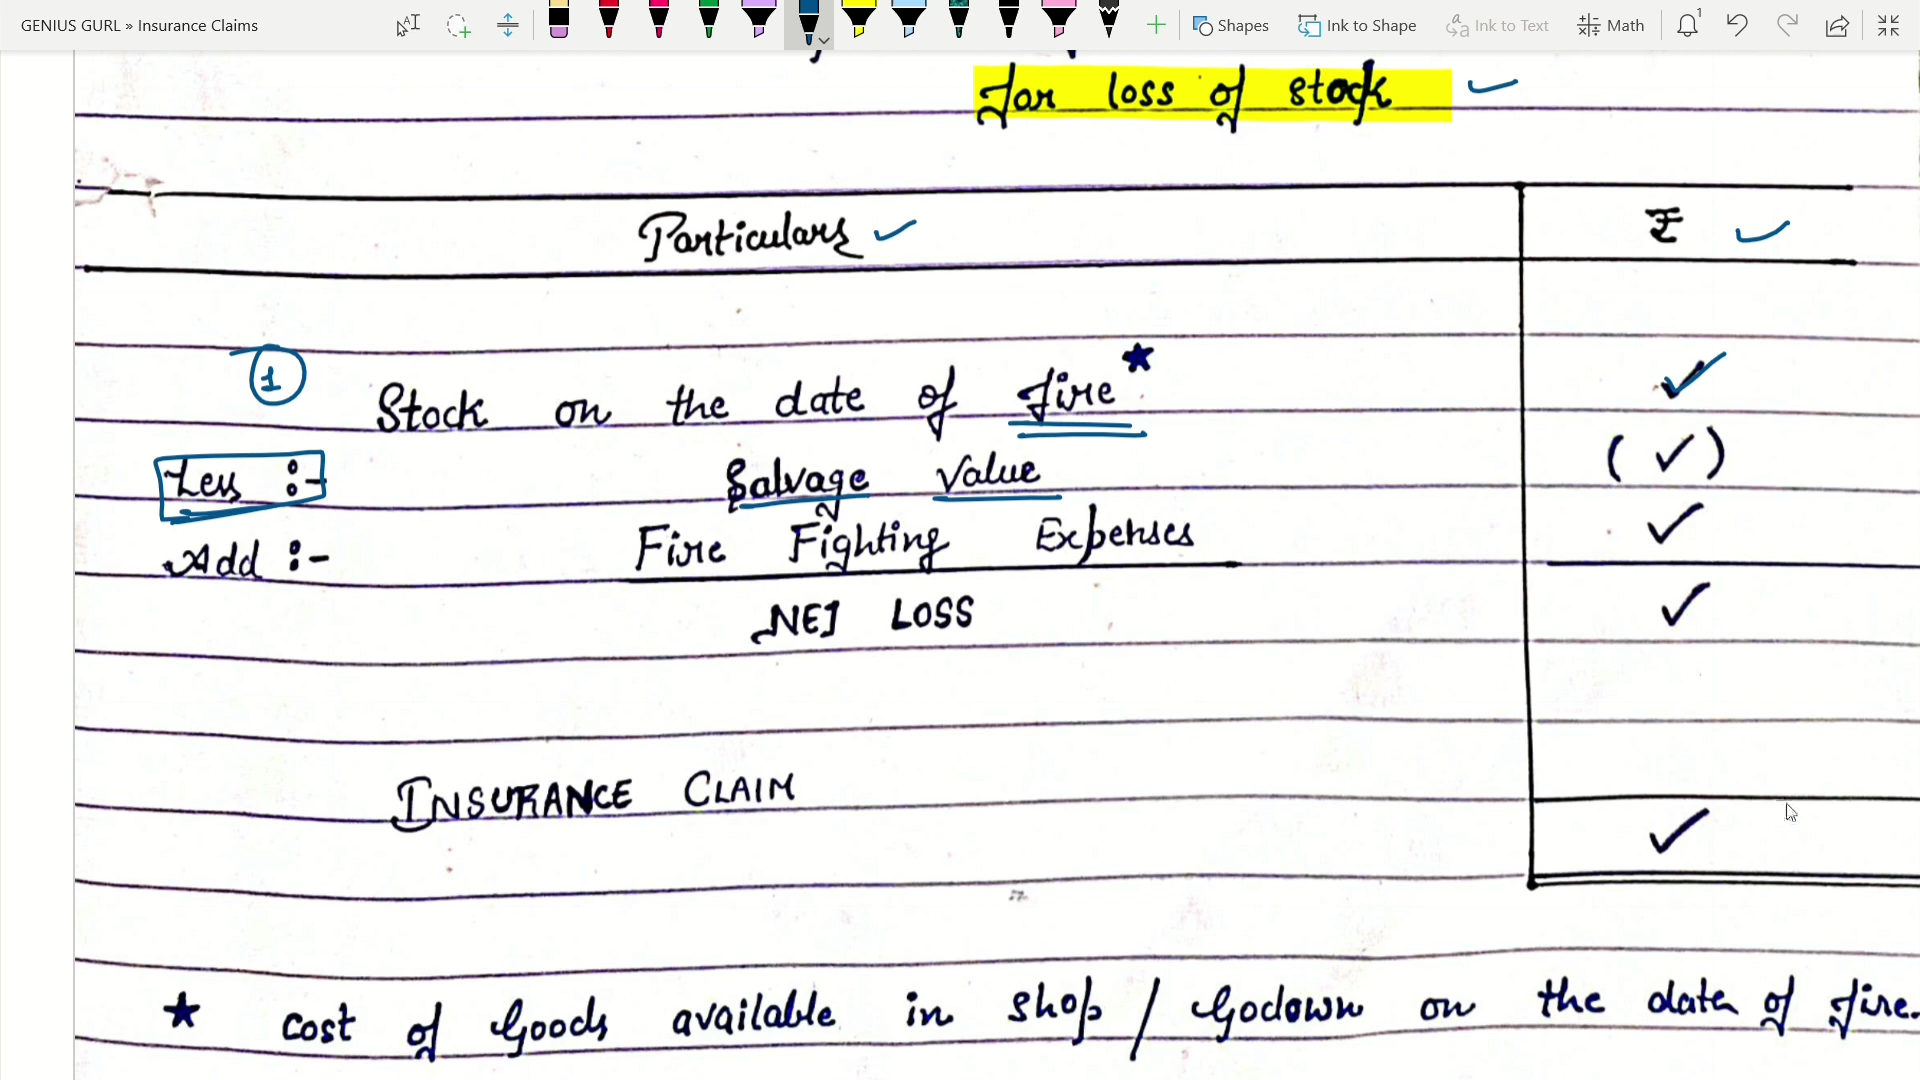 GENIUS GURL » Insurance Claims
Shapes
Ink to Shape
Ink to Text
Math
1
for loss of stock
Particulars ₹
① Stock on the date of fire★
Less :- Salvage Value
Add :- Fire Fighting Expenses
NET LOSS
INSURANCE CLAIM
★ cost of Goods available in shop / Godown on the date of fire.